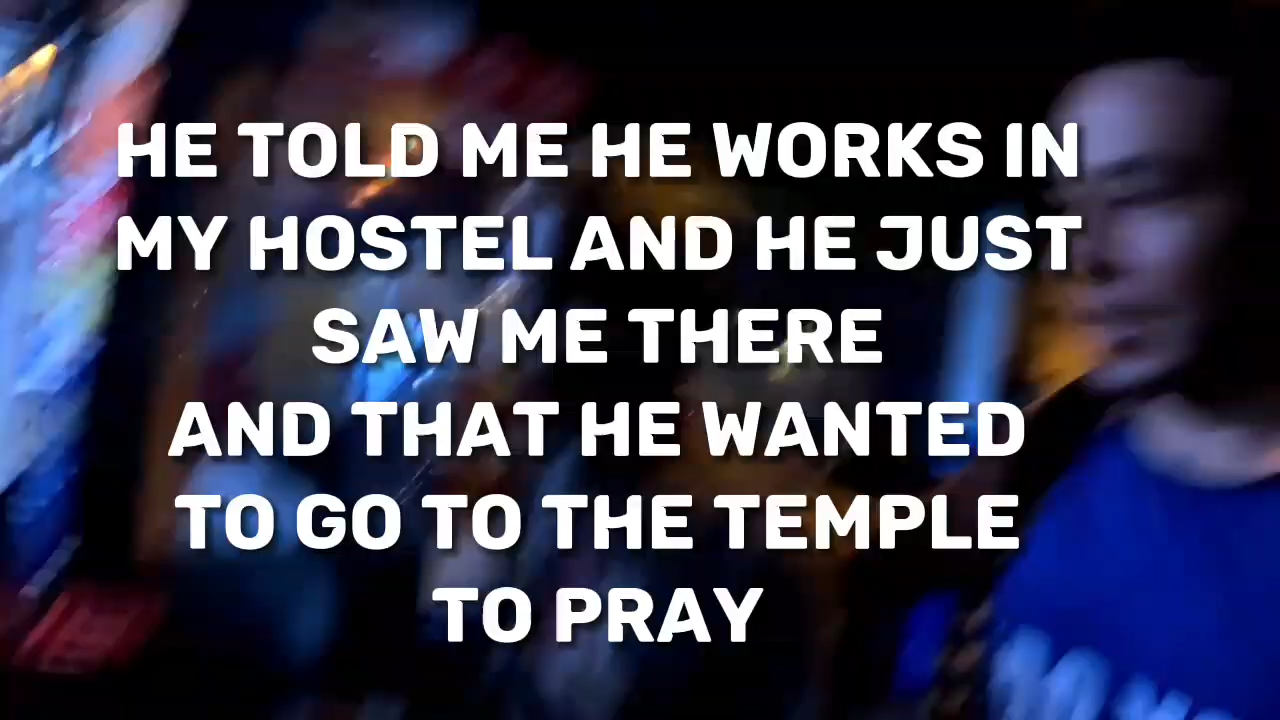 HE TOLD ME HE WORKS IN
MY HOSTEL AND HE JUST
SAW ME THERE
AND THAT HE WANTED
TO GO TO THE TEMPLE
TO PRAY